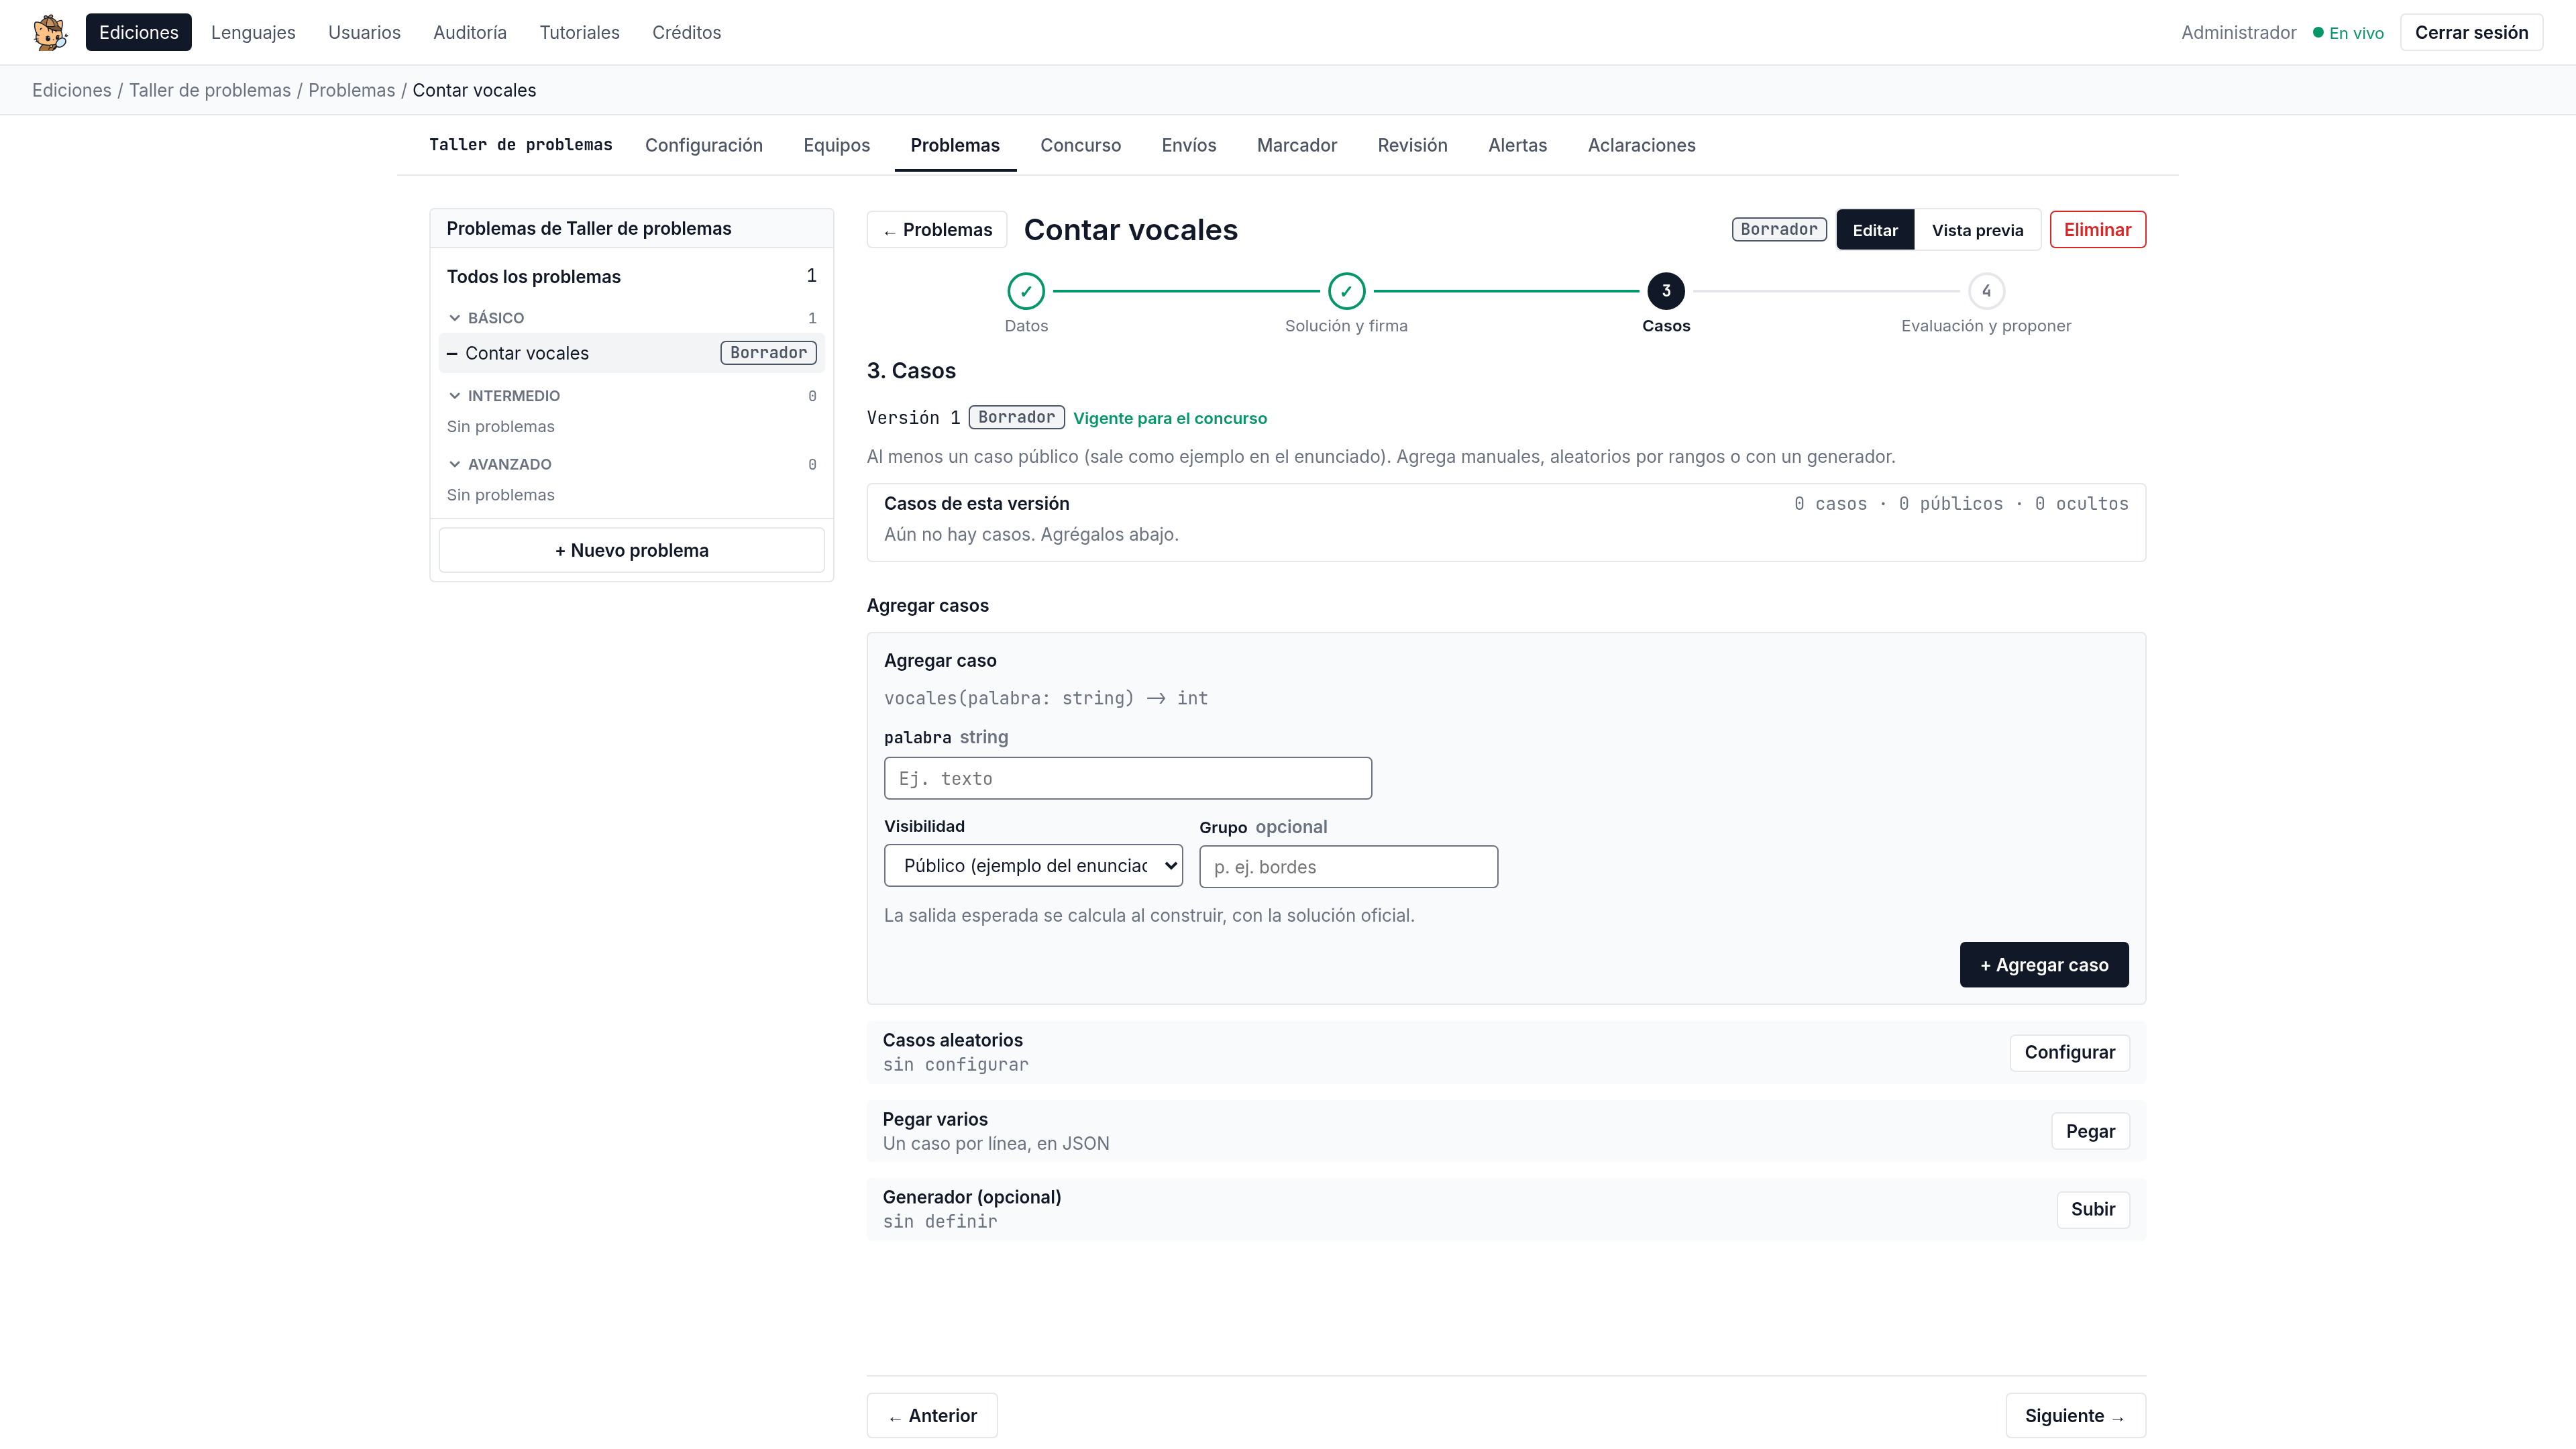 Ediciones Lenguajes Usuarios Auditoría Tutoriales Créditos Administrador En vivo Cerrar sesión
Ediciones / Taller de problemas / Problemas / Contar vocales
Taller de problemas Configuración Equipos Problemas Concurso Envíos Marcador Revisión Alertas Aclaraciones
Problemas de Taller de problemas
Todos los problemas 1
BÁSICO 1
– Contar vocales Borrador
INTERMEDIO 0
Sin problemas
AVANZADO 0
Sin problemas
+ Nuevo problema
← Problemas Contar vocales Borrador Editar Vista previa Eliminar
✓ ✓ 3 4
Datos Solución y firma Casos Evaluación y proponer
3. Casos
Versión 1 Borrador Vigente para el concurso
Al menos un caso público (sale como ejemplo en el enunciado). Agrega manuales, aleatorios por rangos o con un generador.
Casos de esta versión 0 casos · 0 públicos · 0 ocultos
Aún no hay casos. Agrégalos abajo.
Agregar casos
Agregar caso
vocales(palabra: string) → int
palabra string
Ej. texto
Visibilidad Grupo opcional
Público (ejemplo del enunciac p. ej. bordes
La salida esperada se calcula al construir, con la solución oficial.
+ Agregar caso
Casos aleatorios
sin configurar
Configurar
Pegar varios
Un caso por línea, en JSON
Pegar
Generador (opcional)
sin definir
Subir
← Anterior Siguiente →